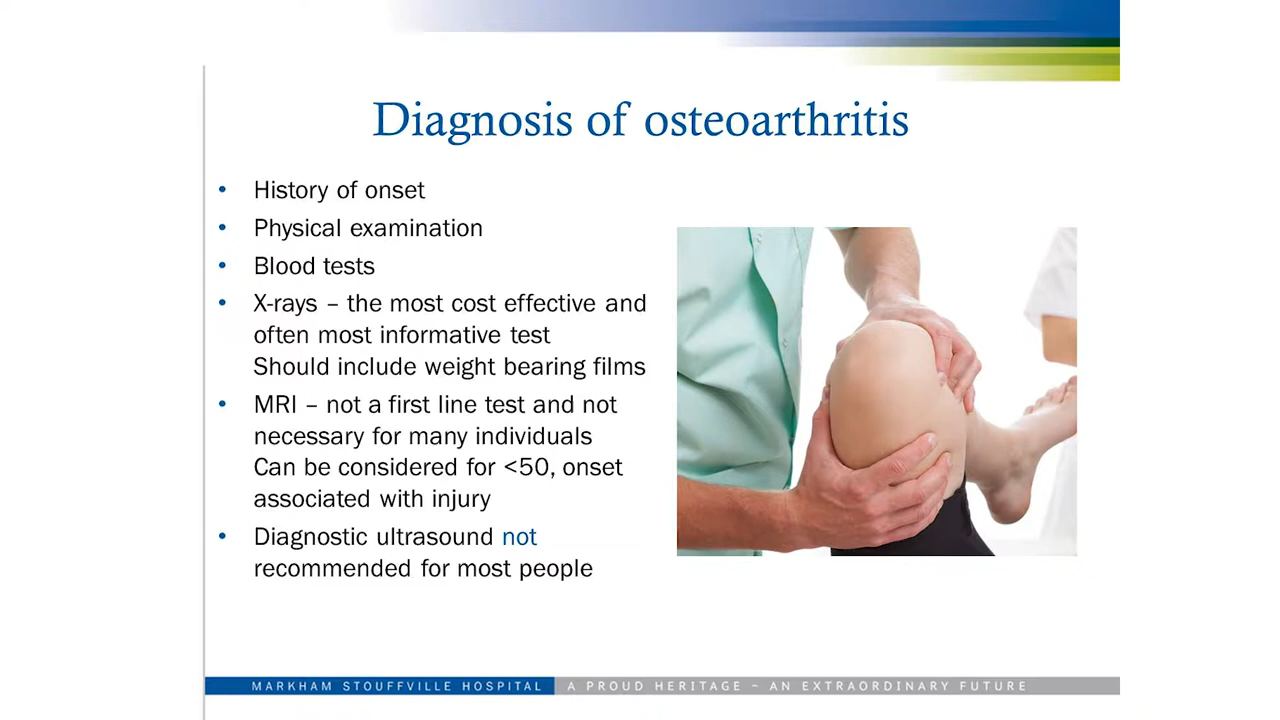 Diagnosis of osteoarthritis
• History of onset
• Physical examination
• Blood tests
• X-rays – the most cost effective and
often most informative test
Should include weight bearing films
• MRI – not a first line test and not
necessary for many individuals
Can be considered for <50, onset
associated with injury
• Diagnostic ultrasound not
recommended for most people
MARKHAM STOUFFVILLE HOSPITAL A PROUD HERITAGE – AN EXTRAORDINARY FUTURE